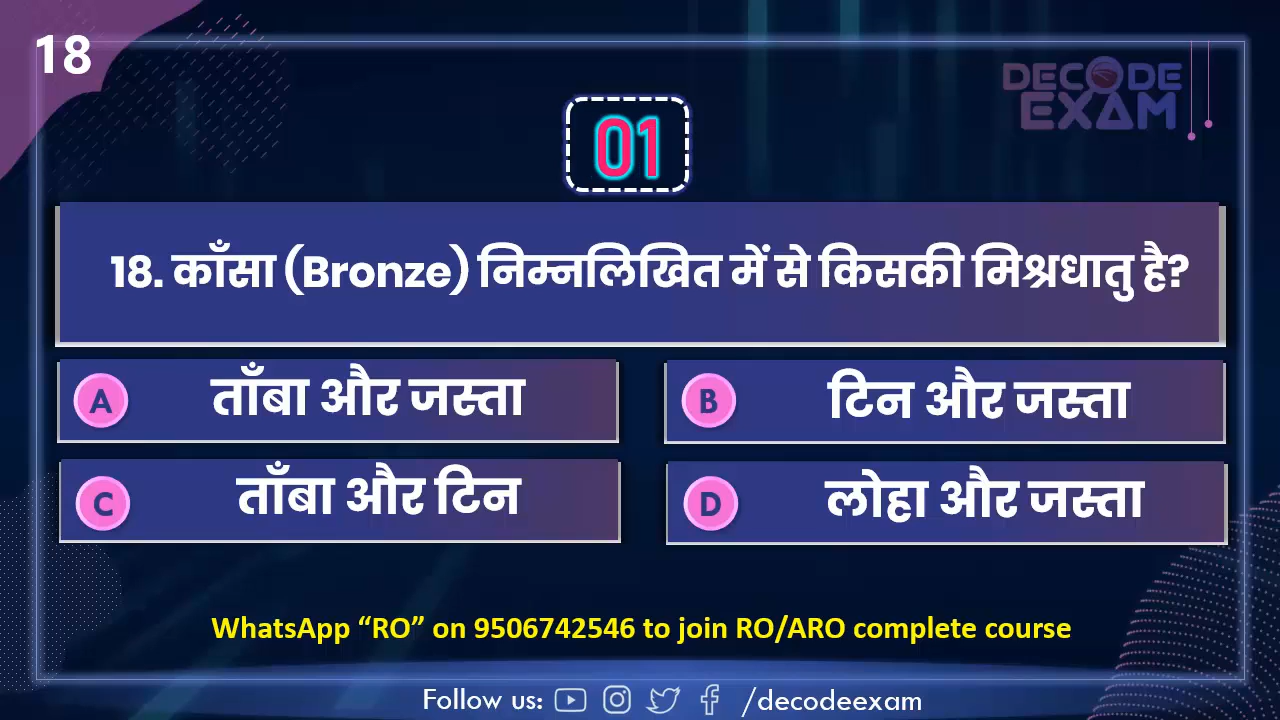 18
DECODE
EXAM
01
18. काँसा (Bronze) निम्नलिखित में से किसकी मिश्रधातु है?
A ताँबा और जस्ता
B टिन और जस्ता
C ताँबा और टिन
D लोहा और जस्ता
WhatsApp “RO” on 9506742546 to join RO/ARO complete course
Follow us: /decodeexam